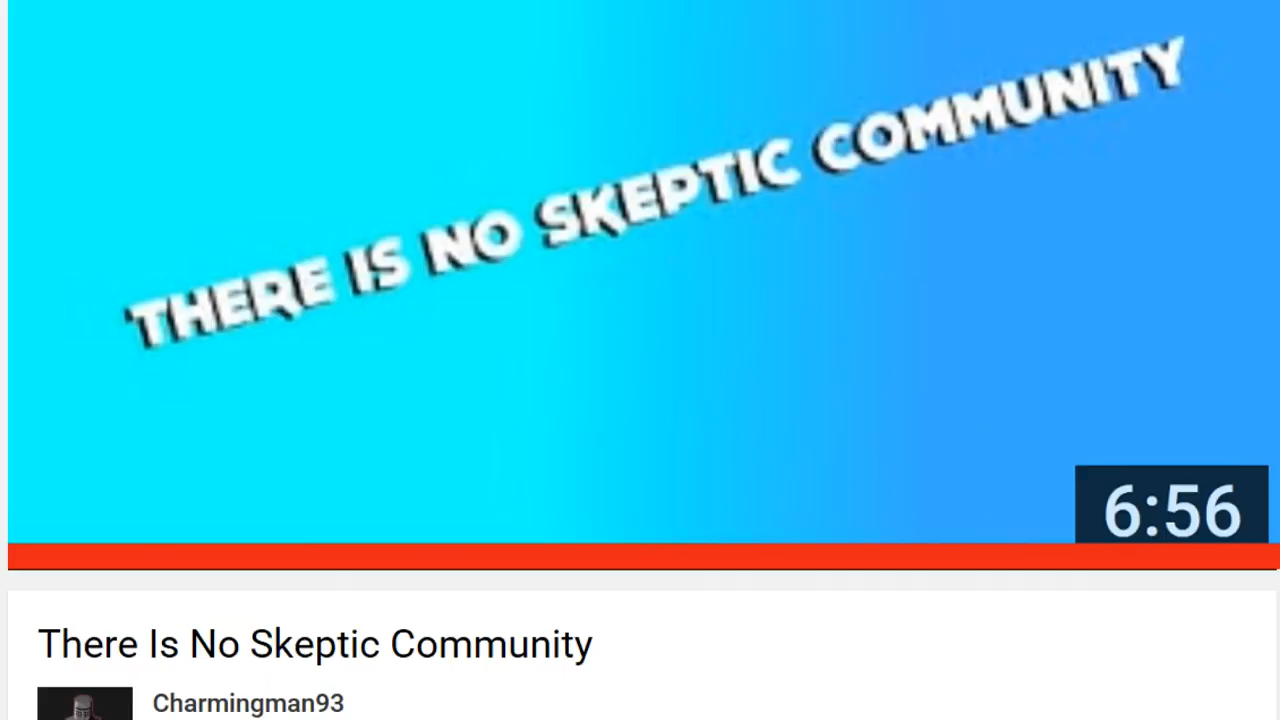 THERE IS NO SKEPTIC COMMUNITY
6:56
There Is No Skeptic Community
Charmingman93